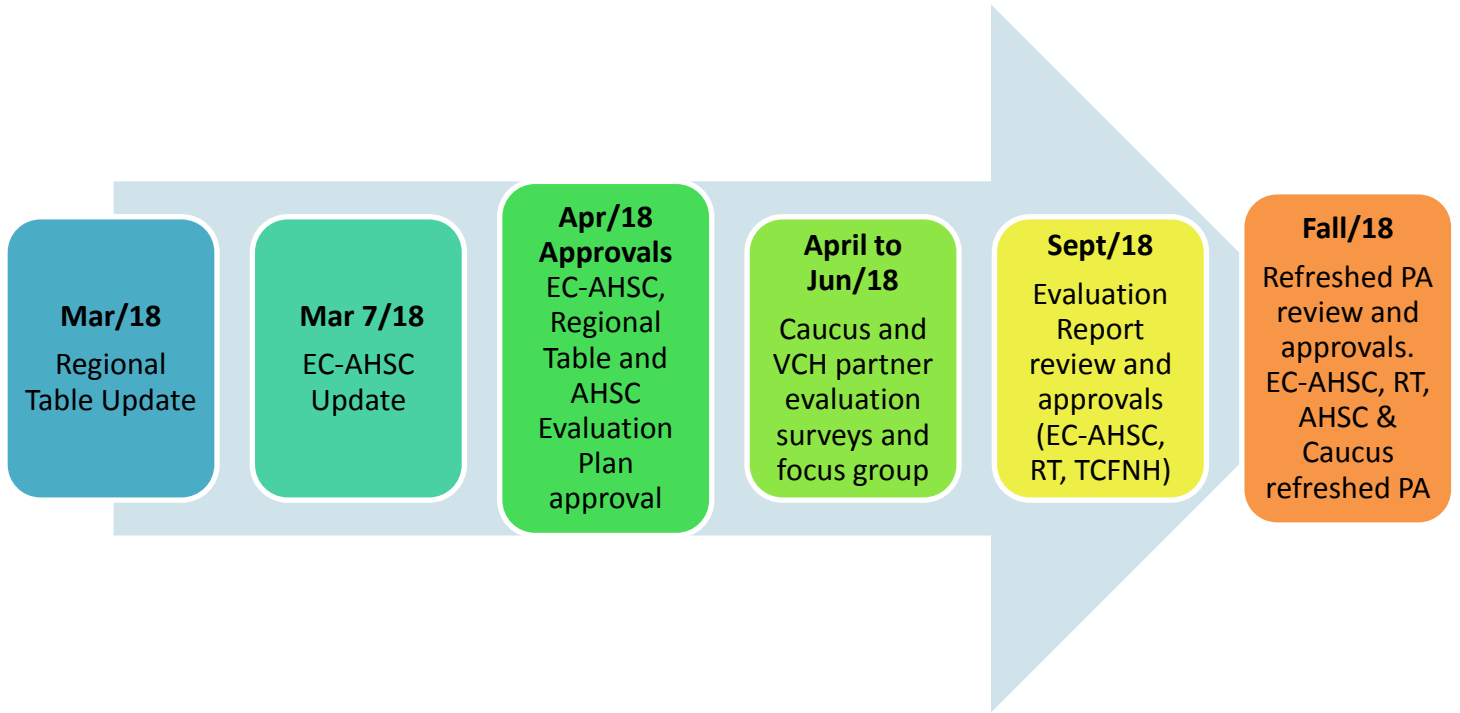 Mar/18
Regional
Table Update
Mar 7/18
EC-AHSC
Update
Apr/18
Approvals
EC-AHSC,
Regional
Table and
AHSC
Evaluation
Plan
approval
April to
Jun/18
Caucus and
VCH partner
evaluation
surveys and
focus group
Sept/18
Evaluation
Report
review and
approvals
(EC-AHSC,
RT, TCFNH)
Fall/18
Refreshed PA
review and
approvals.
EC-AHSC, RT,
AHSC &
Caucus
refreshed PA